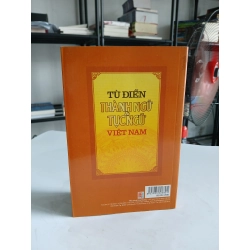 TỪ ĐIỂN
THÀNH NGỮ
TỤC NGỮ
VIỆT NAM